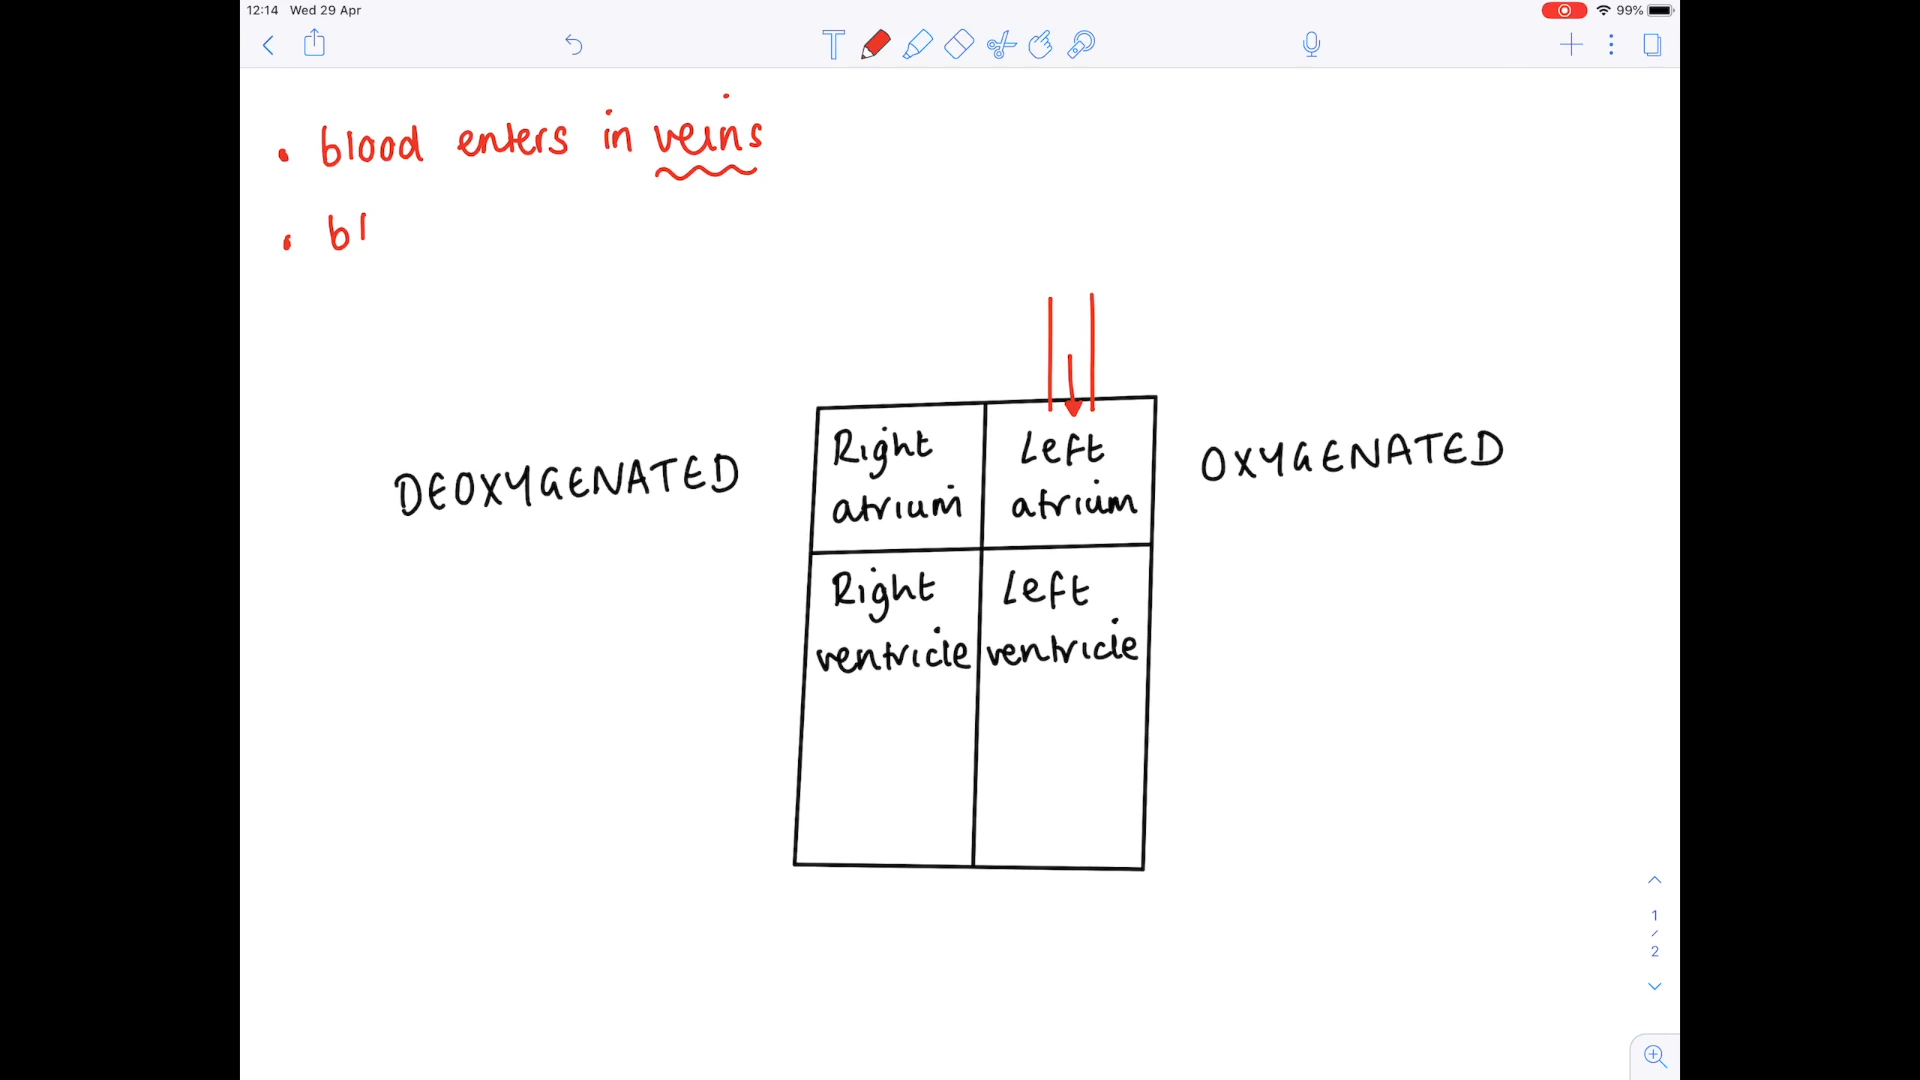 12:14 Wed 29 Apr
99%
• blood enters in veins
• bl
DEOXYGENATED
Right
atrium
Left
atrium
OXYGENATED
Right
ventricle
Left
ventricle
1
/
2